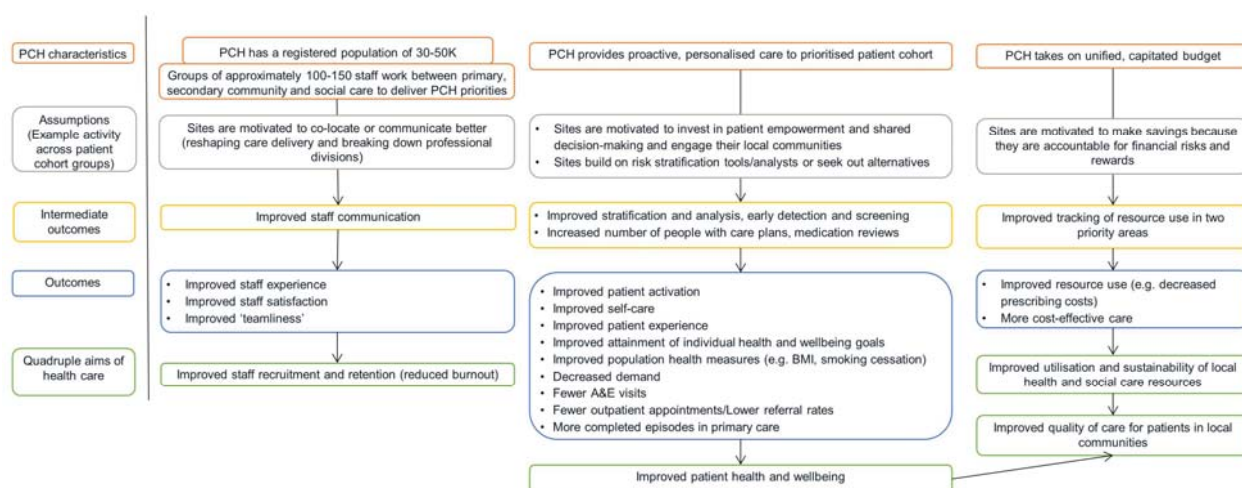 PCH characteristics
Assumptions
(Example activity
across patient
cohort groups)
Intermediate
outcomes
Outcomes
Quadruple aims of
health care
PCH has a registered population of 30-50K
Groups of approximately 100-150 staff work between primary,
secondary community and social care to deliver PCH priorities
Sites are motivated to co-locate or communicate better
(reshaping care delivery and breaking down professional
divisions)
Improved staff communication
• Improved staff experience
• Improved staff satisfaction
• Improved ‘teamliness’
Improved staff recruitment and retention (reduced burnout)
PCH provides proactive, personalised care to prioritised patient cohort
• Sites are motivated to invest in patient empowerment and shared
decision-making and engage their local communities
• Sites build on risk stratification tools/analysts or seek out alternatives
• Improved stratification and analysis, early detection and screening
• Increased number of people with care plans, medication reviews
• Improved patient activation
• Improved self-care
• Improved patient experience
• Improved attainment of individual health and wellbeing goals
• Improved population health measures (e.g. BMI, smoking cessation)
• Decreased demand
• Fewer A&E visits
• Fewer outpatient appointments/Lower referral rates
• More completed episodes in primary care
Improved patient health and wellbeing
PCH takes on unified, capitated budget
Sites are motivated to make savings because
they are accountable for financial risks and
rewards
Improved tracking of resource use in two
priority areas
• Improved resource use (e.g. decreased
prescribing costs)
• More cost-effective care
Improved utilisation and sustainability of local
health and social care resources
Improved quality of care for patients in local
communities